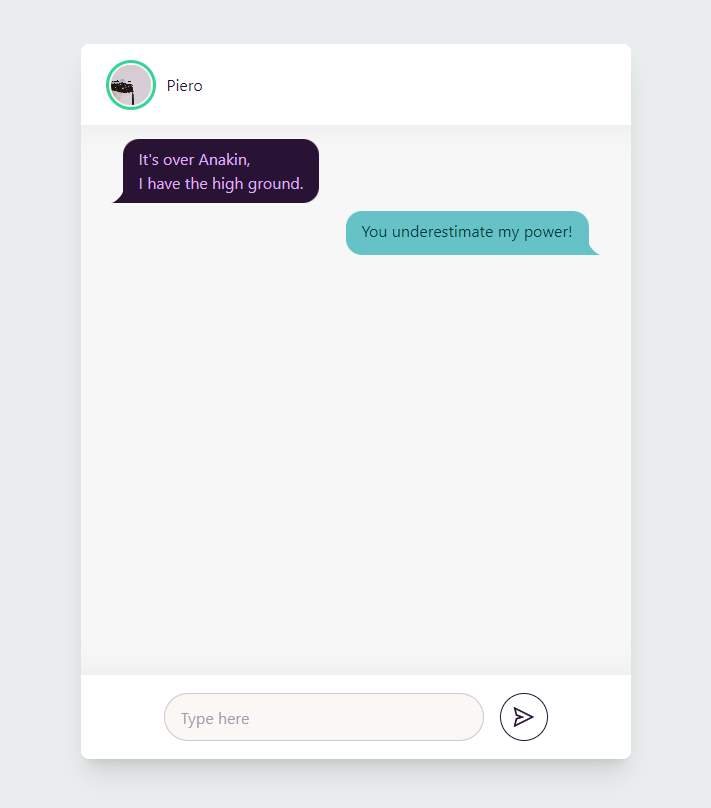 Piero
It's over Anakin,
I have the high ground.
You underestimate my power!
Type here